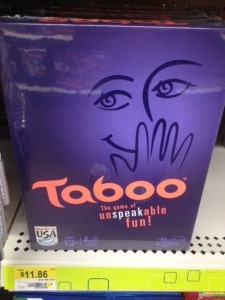 Taboo®
The game of
unspeakable
fun!
USA
$11.86